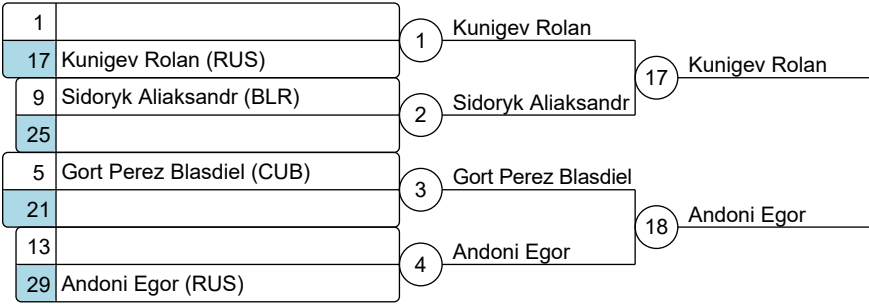 1
17 Kunigev Rolan (RUS)
1 Kunigev Rolan
9 Sidoryk Aliaksandr (BLR)
25
2 Sidoryk Aliaksandr
17 Kunigev Rolan
5 Gort Perez Blasdiel (CUB)
21
3 Gort Perez Blasdiel
13
29 Andoni Egor (RUS)
4 Andoni Egor
18 Andoni Egor